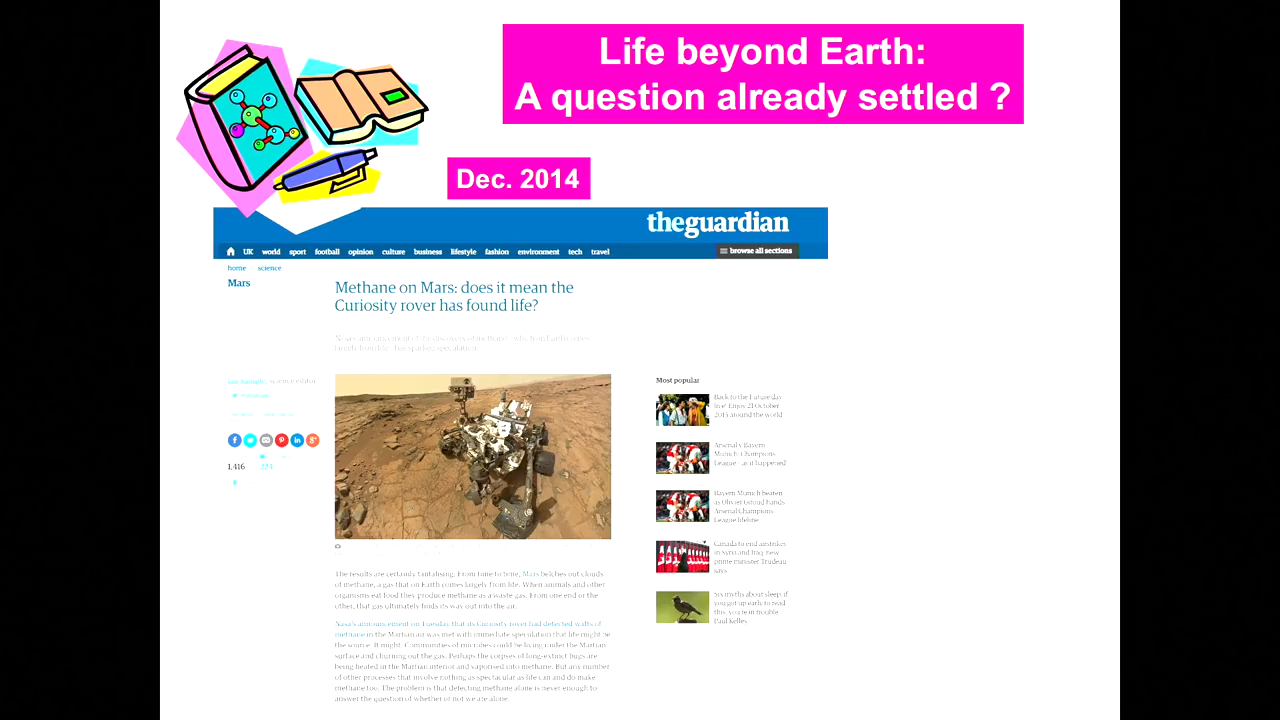 Life beyond Earth:
A question already settled ?
Dec. 2014
theguardian
UK world sport football opinion culture business lifestyle fashion environment tech travel
browse all sections
home science
Mars
Methane on Mars: does it mean the
Curiosity rover has found life?
science editor
1,416 224
The results are certainly tantalising. From time to time, Mars belches out clouds
of methane, a gas that on Earth comes largely from life. When animals and other
organisms eat food they produce methane as a waste gas. From one end or the
other, that gas ultimately finds its way out into the air.
Nasa's announcement on Tuesday that its Curiosity rover had detected wafts of
methane in the Martian air was met with immediate speculation that life might be
the source. It might. Communities of microbes could be living under the Martian
surface and churning out the gas. Perhaps the corpses of long-extinct bugs are
being heated in the Martian interior and vaporised into methane. But any number
of other processes that involve nothing as spectacular as life can and do make
methane too. The problem is that detecting methane alone is never enough to
answer the question of whether or not we are alone.
Most popular
Back to the Future day
live! Enjoy 21 October
2015 around the world
Arsenal v Bayern
Munich: Champions
League - as it happened
Bayern Munich beaten
as Olivier Giroud hands
Arsenal Champions
League lifeline
Canada to end airstrikes
in Syria and Iraq, new
prime minister Trudeau
says
Six myths about sleep: if
you got up early to read
this, you're in trouble
Paul Kelley